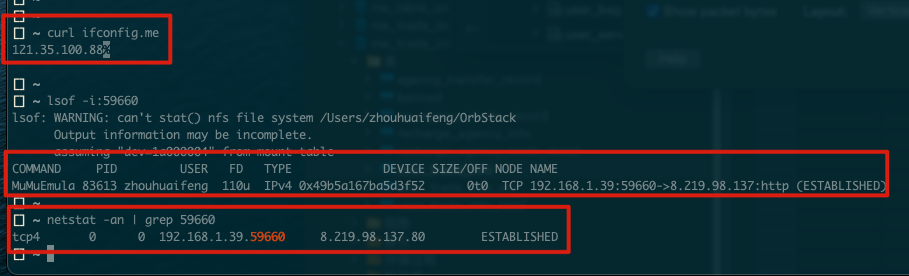 ~
~ curl ifconfig.me
121.35.100.88%
~
~ lsof -i:59660
lsof: WARNING: can't stat() nfs file system /Users/zhouhuaifeng/OrbStack
Output information may be incomplete.
assuming "dev=1a000004" from mount table
COMMAND PID USER FD TYPE DEVICE SIZE/OFF NODE NAME
MuMuEmula 83613 zhouhuaifeng 110u IPv4 0x49b5a167ba5d3f5Z 0t0 TCP 192.168.1.39:59660->8.219.98.137:http (ESTABLISHED)
~
~ netstat -an | grep 59660
tcp4 0 0 192.168.1.39.59660 8.219.98.137.80 ESTABLISHED
~